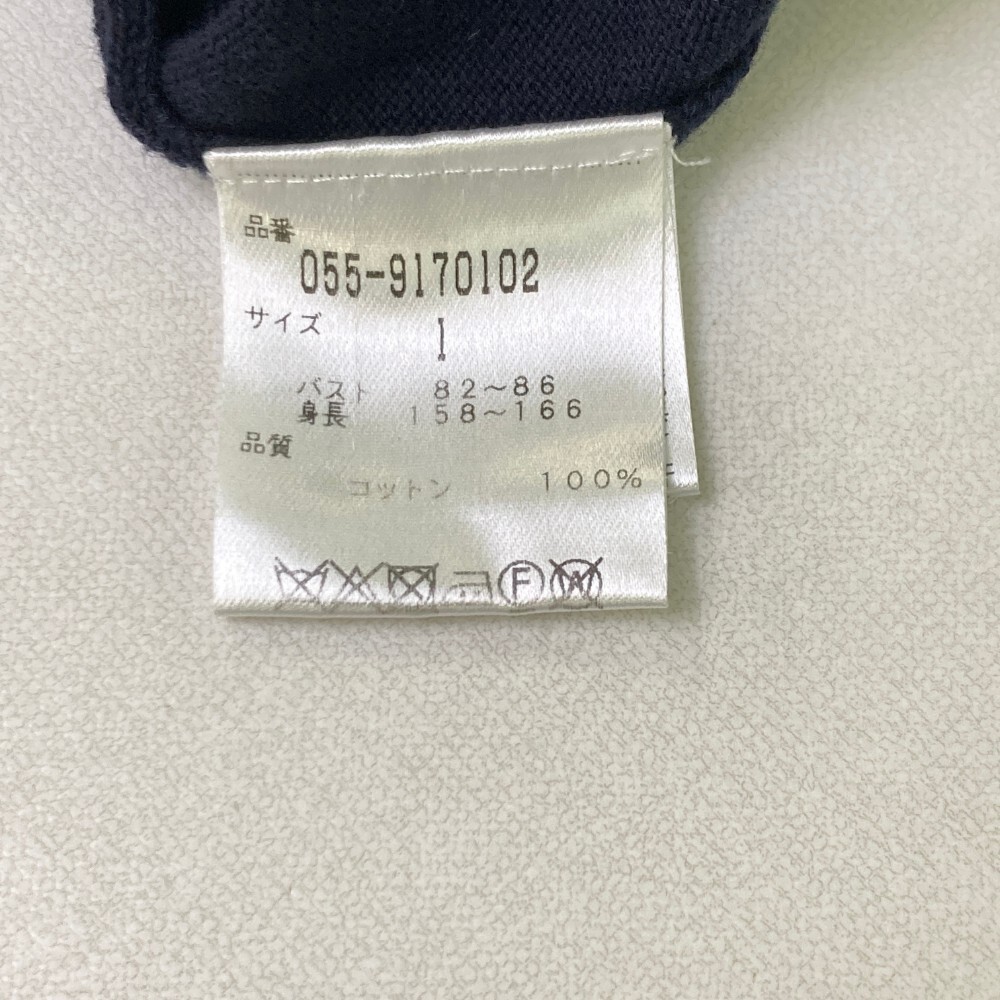 品番
055-9170102
サイズ
1
バスト 82～86
身長 158～166
品質
コットン 100%
F
W